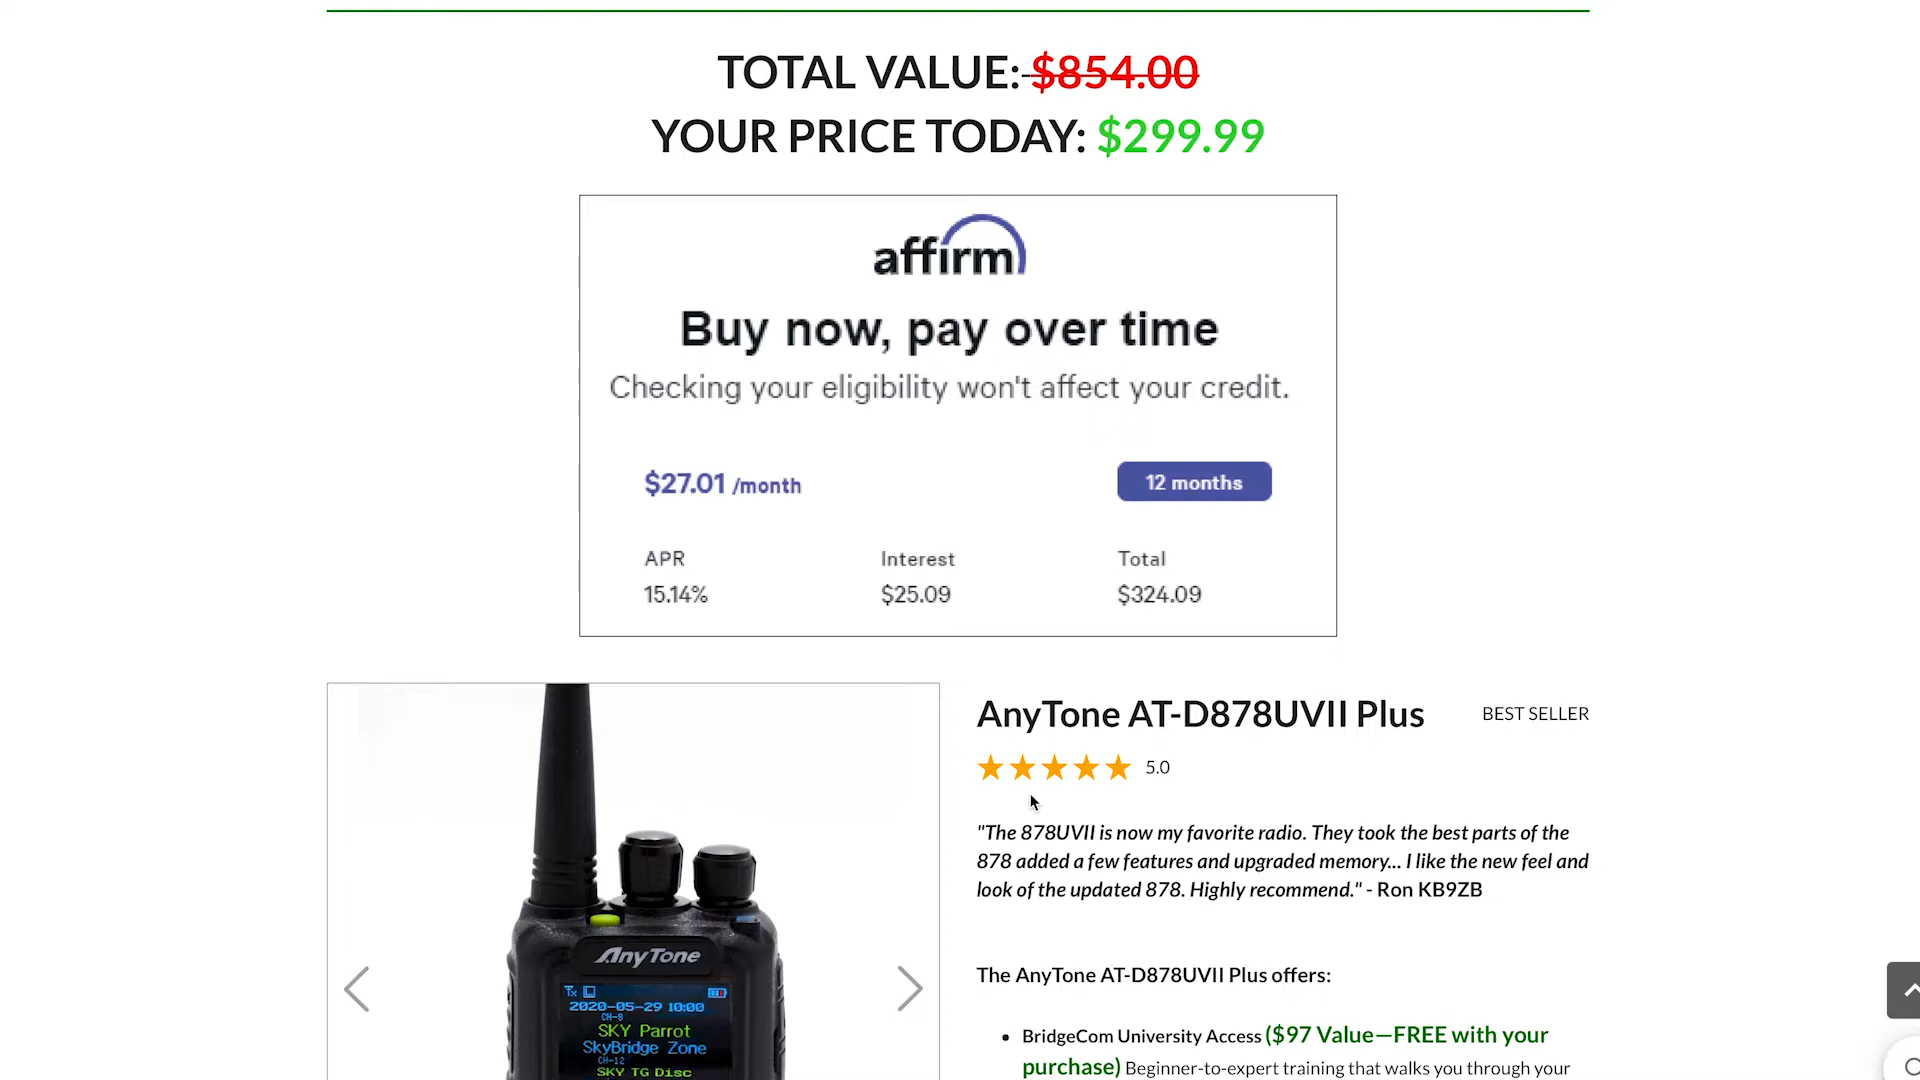 TOTAL VALUE: $854.00
YOUR PRICE TODAY: $299.99
affirm
Buy now, pay over time
Checking your eligibility won't affect your credit.
$27.01 /month
12 months
APR Interest Total
15.14% $25.09 $324.09
AnyTone AT-D878UVII Plus
BEST SELLER
5.0
"The 878UVII is now my favorite radio. They took the best parts of the
878 added a few features and upgraded memory... I like the new feel and
look of the updated 878. Highly recommend." - Ron KB9ZB
The AnyTone AT-D878UVII Plus offers:
• BridgeCom University Access ($97 Value—FREE with your
purchase) Beginner-to-expert training that walks you through your
AnyTone
Tx
2020-05-29 10:00
CH-8
SKY Parrot
SkyBridge Zone
CH-12
SKY TG Disc